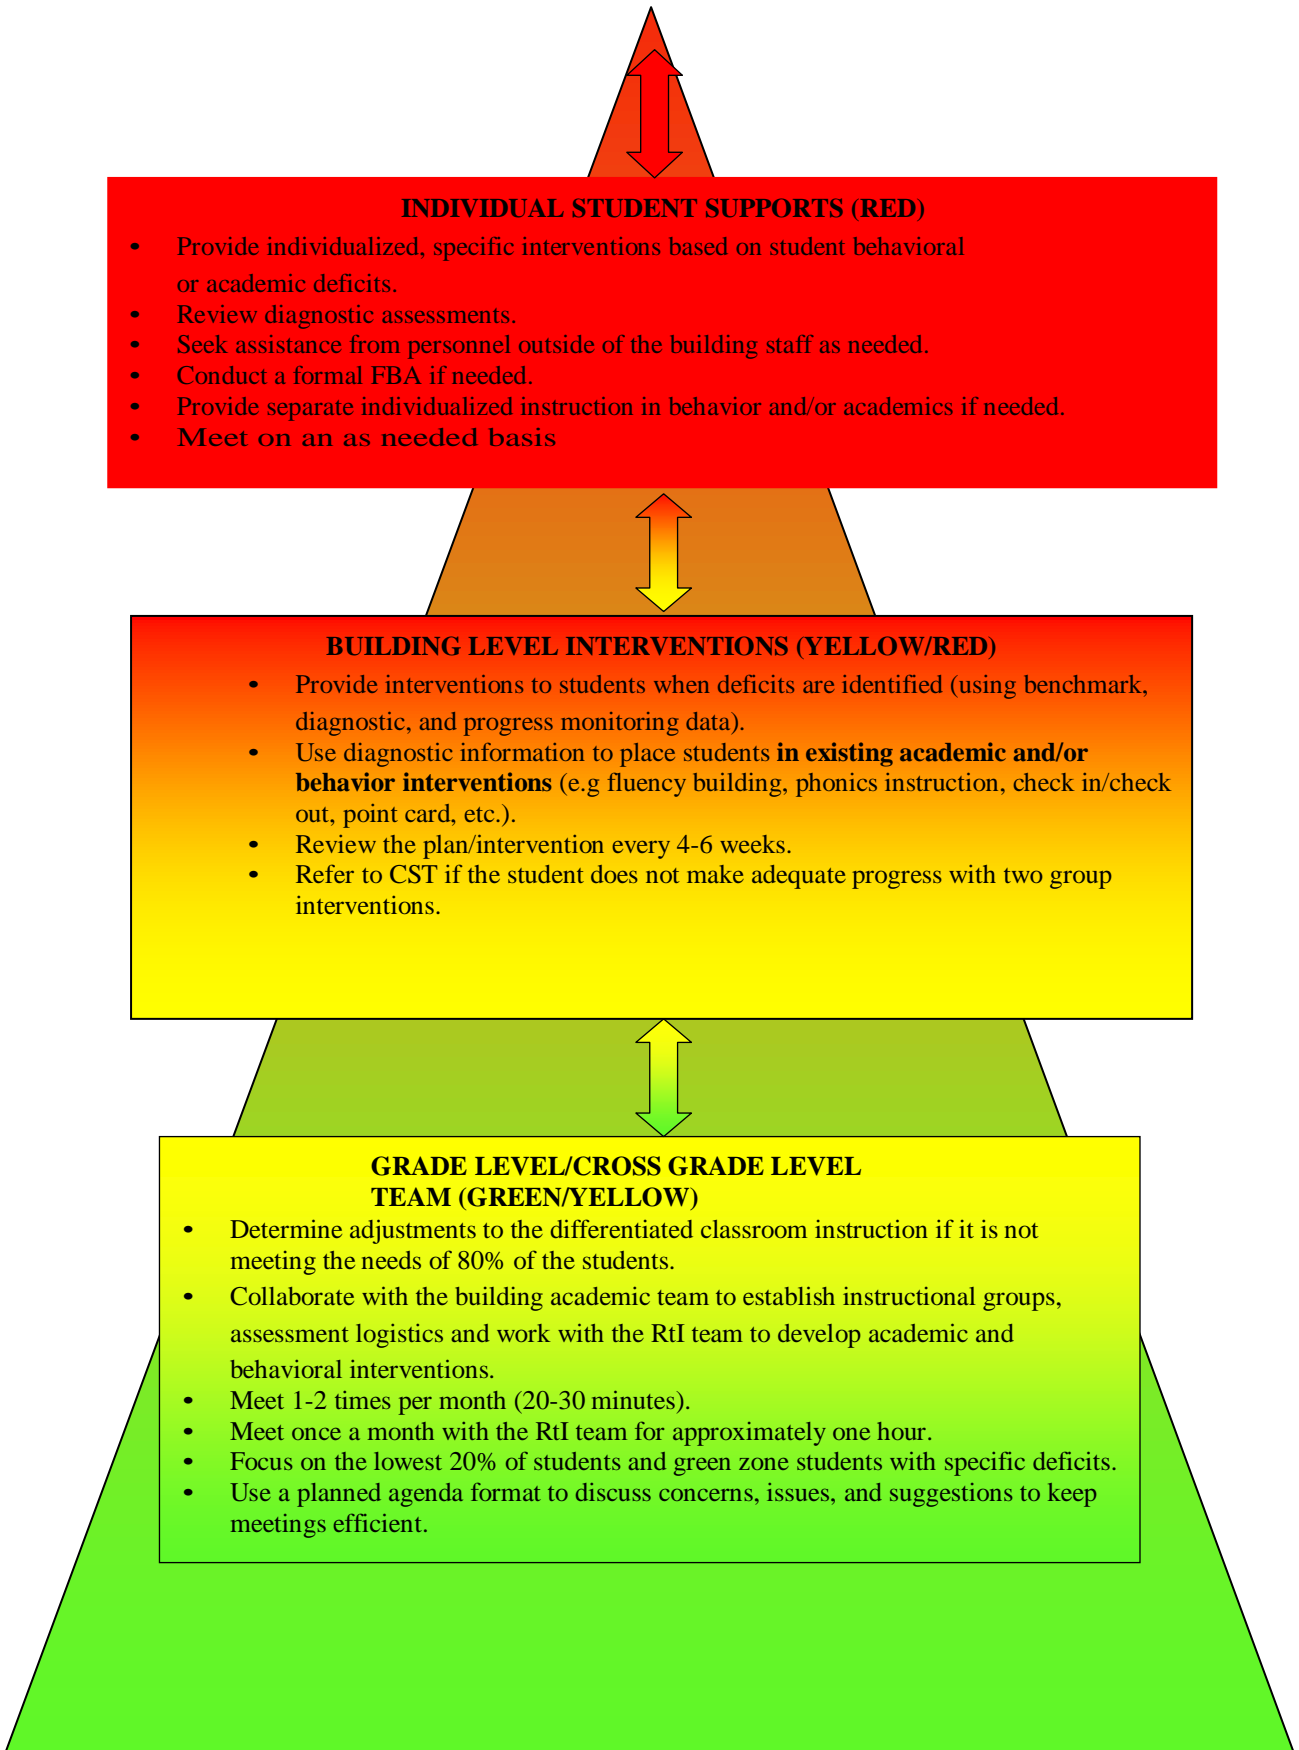 INDIVIDUAL STUDENT SUPPORTS (RED)
• Provide individualized, specific interventions based on student behavioral
or academic deficits.
• Review diagnostic assessments.
• Seek assistance from personnel outside of the building staff as needed.
• Conduct a formal FBA if needed.
• Provide separate individualized instruction in behavior and/or academics if needed.
• Meet on an as needed basis
BUILDING LEVEL INTERVENTIONS (YELLOW/RED)
• Provide interventions to students when deficits are identified (using benchmark,
diagnostic, and progress monitoring data).
• Use diagnostic information to place students in existing academic and/or
behavior interventions (e.g fluency building, phonics instruction, check in/check
out, point card, etc.).
• Review the plan/intervention every 4-6 weeks.
• Refer to CST if the student does not make adequate progress with two group
interventions.
GRADE LEVEL/CROSS GRADE LEVEL
TEAM (GREEN/YELLOW)
• Determine adjustments to the differentiated classroom instruction if it is not
meeting the needs of 80% of the students.
• Collaborate with the building academic team to establish instructional groups,
assessment logistics and work with the RtI team to develop academic and
behavioral interventions.
• Meet 1-2 times per month (20-30 minutes).
• Meet once a month with the RtI team for approximately one hour.
• Focus on the lowest 20% of students and green zone students with specific deficits.
• Use a planned agenda format to discuss concerns, issues, and suggestions to keep
meetings efficient.